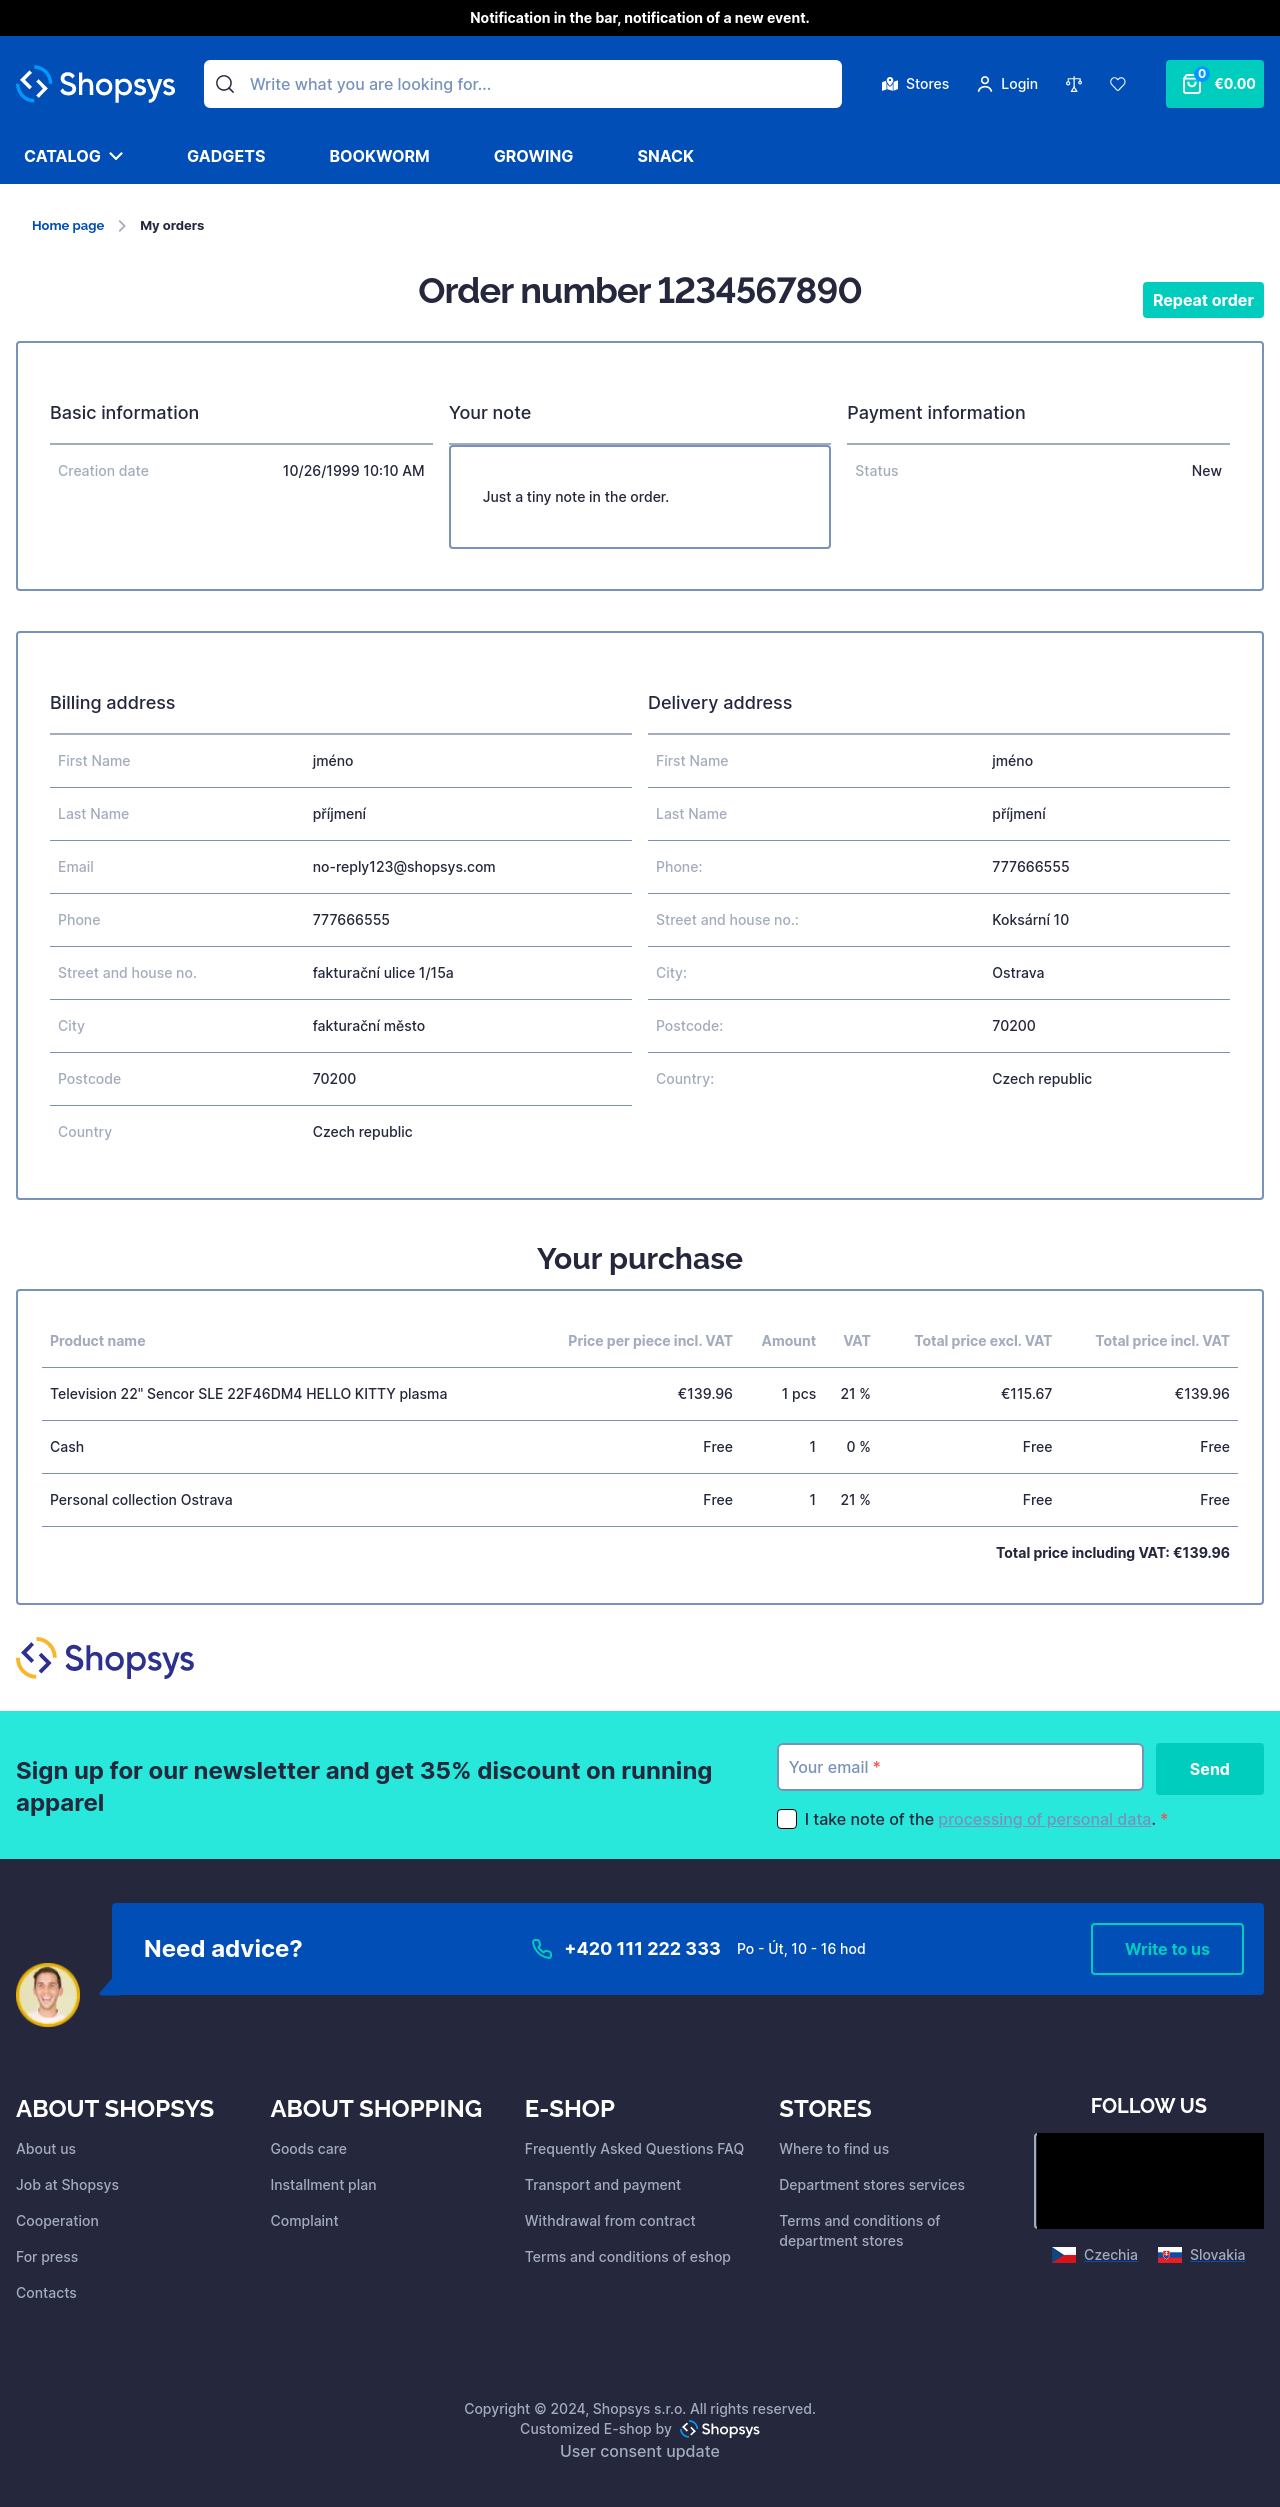 Notification in the bar, notification of a new event.
Shopsys
Write what you are looking for...
Stores
Login
0
€0.00
CATALOG
GADGETS
BOOKWORM
GROWING
SNACK
Home page
My orders
Order number 1234567890
Repeat order
Basic information
Creation date 10/26/1999 10:10 AM
Your note
Just a tiny note in the order.
Payment information
Status New
Billing address
First Name jméno
Last Name příjmení
Email no-reply123@shopsys.com
Phone 777666555
Street and house no. fakturační ulice 1/15a
City fakturační město
Postcode 70200
Country Czech republic
Delivery address
First Name jméno
Last Name příjmení
Phone: 777666555
Street and house no.: Koksární 10
City: Ostrava
Postcode: 70200
Country: Czech republic
Your purchase
Product name Price per piece incl. VAT Amount VAT Total price excl. VAT Total price incl. VAT
Television 22" Sencor SLE 22F46DM4 HELLO KITTY plasma €139.96 1 pcs 21 % €115.67 €139.96
Cash Free 1 0 % Free Free
Personal collection Ostrava Free 1 21 % Free Free
Total price including VAT: €139.96
Shopsys
Sign up for our newsletter and get 35% discount on running
apparel
Your email *
Send
I take note of the processing of personal data. *
Need advice?
+420 111 222 333
Po - Út, 10 - 16 hod
Write to us
ABOUT SHOPSYS
About us
Job at Shopsys
Cooperation
For press
Contacts
ABOUT SHOPPING
Goods care
Installment plan
Complaint
E-SHOP
Frequently Asked Questions FAQ
Transport and payment
Withdrawal from contract
Terms and conditions of eshop
STORES
Where to find us
Department stores services
Terms and conditions of
department stores
FOLLOW US
Czechia
Slovakia
Copyright © 2024, Shopsys s.r.o. All rights reserved.
Customized E-shop by Shopsys
User consent update